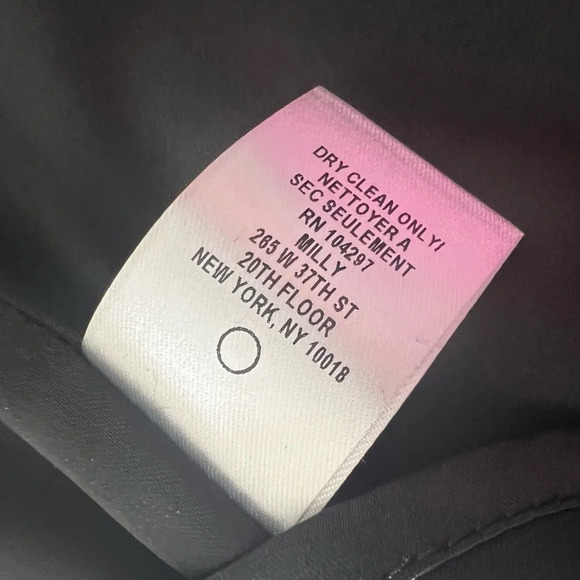 DRY CLEAN ONLY/
NETTOYER A
SEC SEULEMENT
RN 104297
MILLY
265 W 37TH ST
20TH FLOOR
NEW YORK, NY 10018